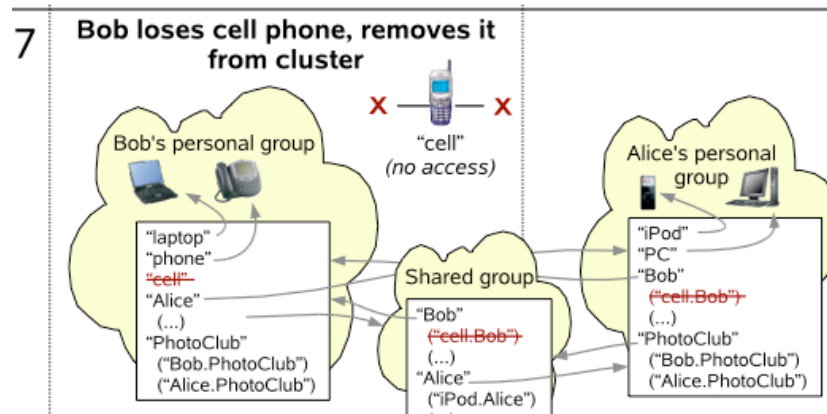 7
Bob loses cell phone, removes it
from cluster
X X
"cell"
(no access)
Bob's personal group
"laptop"
"phone"
"cell"
"Alice"
(...)
"PhotoClub"
("Bob.PhotoClub")
("Alice.PhotoClub")
Shared group
"Bob"
("cell.Bob")
(...)
"Alice"
("iPod.Alice")
Alice's personal
group
"iPod"
"PC"
"Bob"
("cell.Bob")
(...)
"PhotoClub"
("Bob.PhotoClub")
("Alice.PhotoClub")